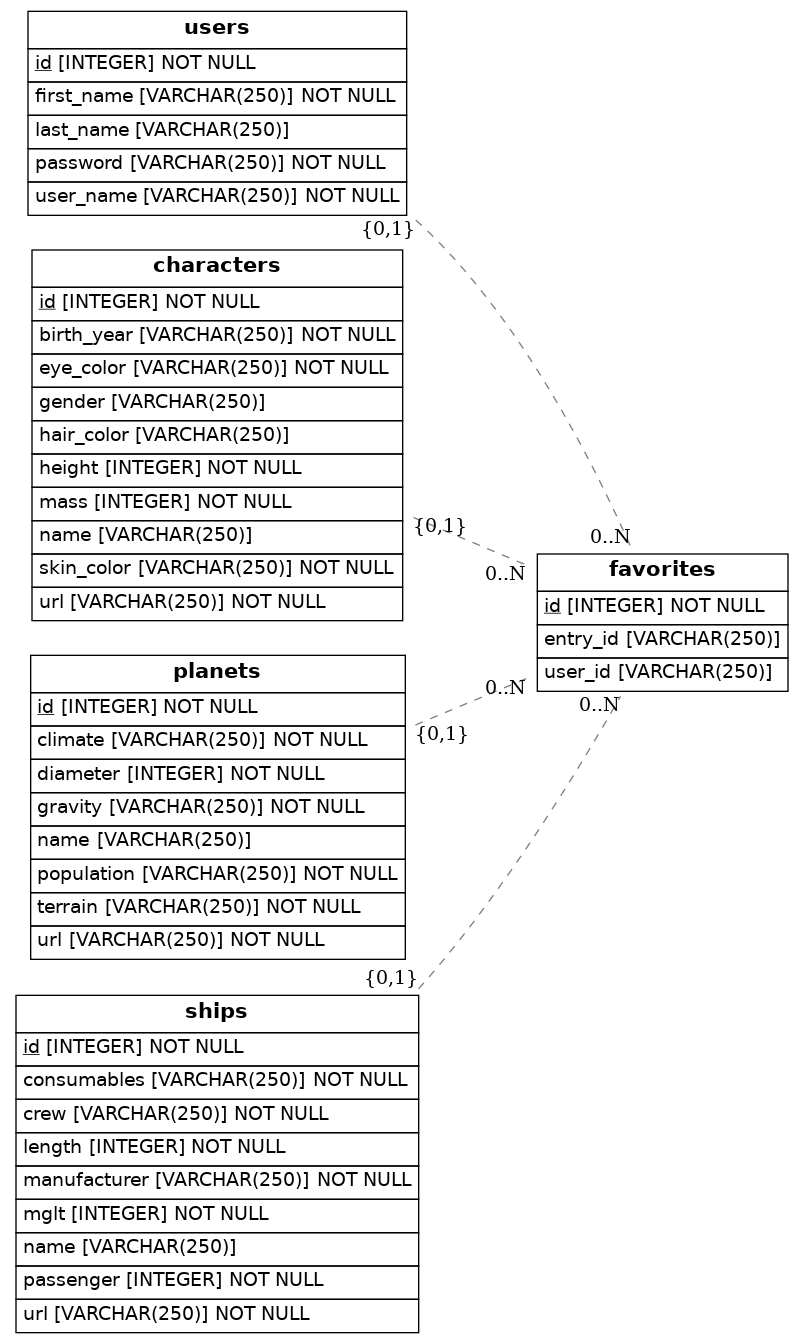 users
id [INTEGER] NOT NULL
first_name [VARCHAR(250)] NOT NULL
last_name [VARCHAR(250)]
password [VARCHAR(250)] NOT NULL
user_name [VARCHAR(250)] NOT NULL
{0,1}
characters
id [INTEGER] NOT NULL
birth_year [VARCHAR(250)] NOT NULL
eye_color [VARCHAR(250)] NOT NULL
gender [VARCHAR(250)]
hair_color [VARCHAR(250)]
height [INTEGER] NOT NULL
mass [INTEGER] NOT NULL
name [VARCHAR(250)]
skin_color [VARCHAR(250)] NOT NULL
url [VARCHAR(250)] NOT NULL
{0,1}
0..N
0..N
favorites
id [INTEGER] NOT NULL
entry_id [VARCHAR(250)]
user_id [VARCHAR(250)]
0..N
0..N
{0,1}
planets
id [INTEGER] NOT NULL
climate [VARCHAR(250)] NOT NULL
diameter [INTEGER] NOT NULL
gravity [VARCHAR(250)] NOT NULL
name [VARCHAR(250)]
population [VARCHAR(250)] NOT NULL
terrain [VARCHAR(250)] NOT NULL
url [VARCHAR(250)] NOT NULL
{0,1}
ships
id [INTEGER] NOT NULL
consumables [VARCHAR(250)] NOT NULL
crew [VARCHAR(250)] NOT NULL
length [INTEGER] NOT NULL
manufacturer [VARCHAR(250)] NOT NULL
mglt [INTEGER] NOT NULL
name [VARCHAR(250)]
passenger [INTEGER] NOT NULL
url [VARCHAR(250)] NOT NULL